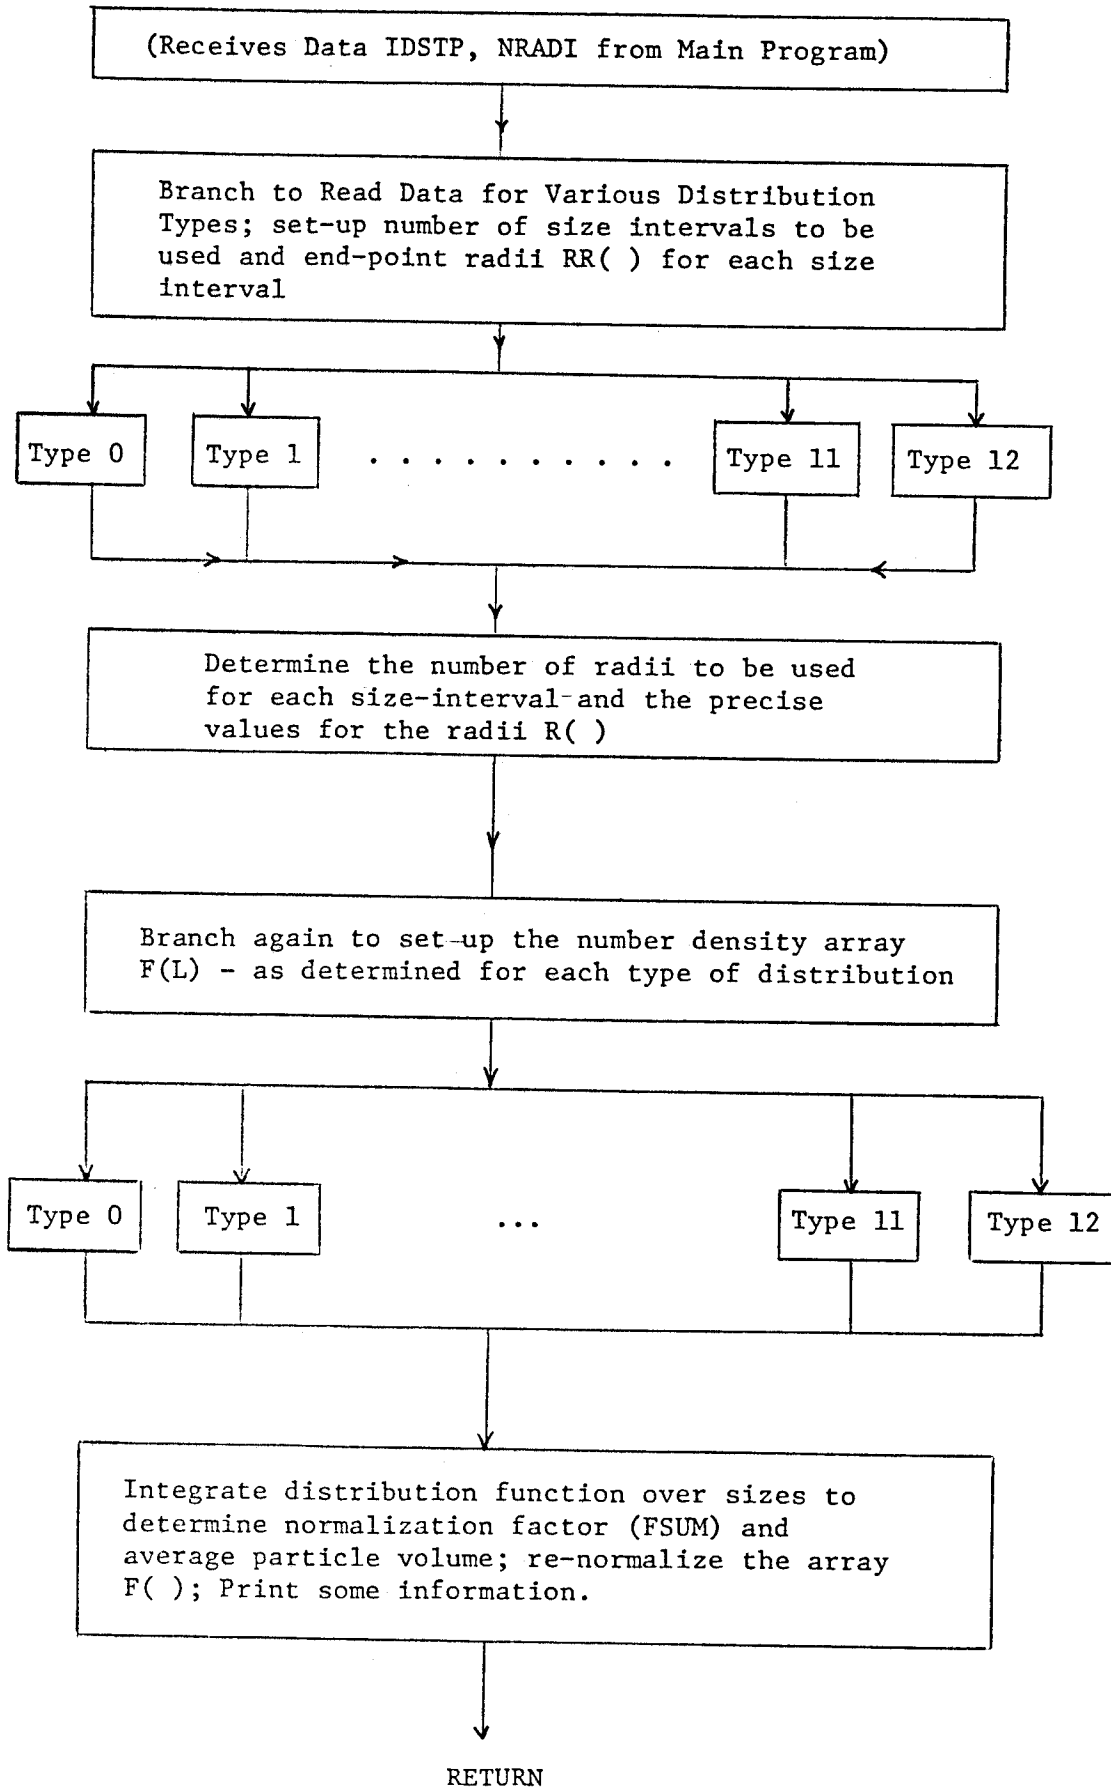 (Receives Data IDSTP, NRADI from Main Program)
Branch to Read Data for Various Distribution
Types; set-up number of size intervals to be
used and end-point radii RR( ) for each size
interval
Type 0
Type 1
. . . . . . . . . . .
Type 11
Type 12
Determine the number of radii to be used
for each size-interval and the precise
values for the radii R( )
Branch again to set-up the number density array
F(L) - as determined for each type of distribution
Type 0
Type 1
...
Type 11
Type 12
Integrate distribution function over sizes to
determine normalization factor (FSUM) and
average particle volume; re-normalize the array
F( ); Print some information.
RETURN